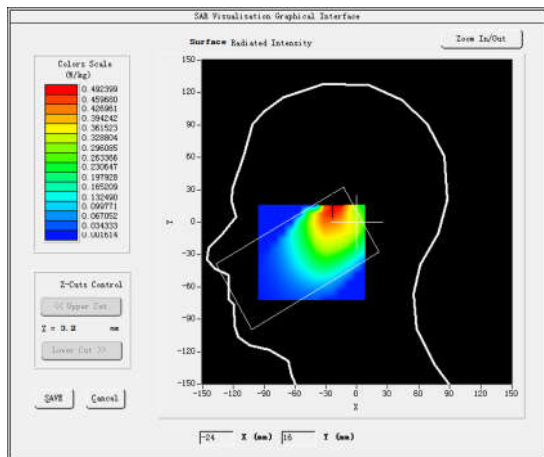 SAR Visualisation Graphical Interface
Surface Radiated Intensity
Zoom In/Out
Colors Scale
(W/kg)
0.492399
0.459680
0.426961
0.394242
0.361523
0.328804
0.296085
0.263366
0.230647
0.197928
0.165209
0.132490
0.099771
0.067052
0.034333
0.001614
Z-Cuts Control
<< Upper Cut
Z = 3.2 mm
Lower Cut >>
SAVE Cancel
150
120
90
60
30
0
-30
-60
-90
-120
-150
Y
-150 -120 -90 -60 -30 0 30 60 90 120 150
X
-24 X (mm) 16 Y (mm)